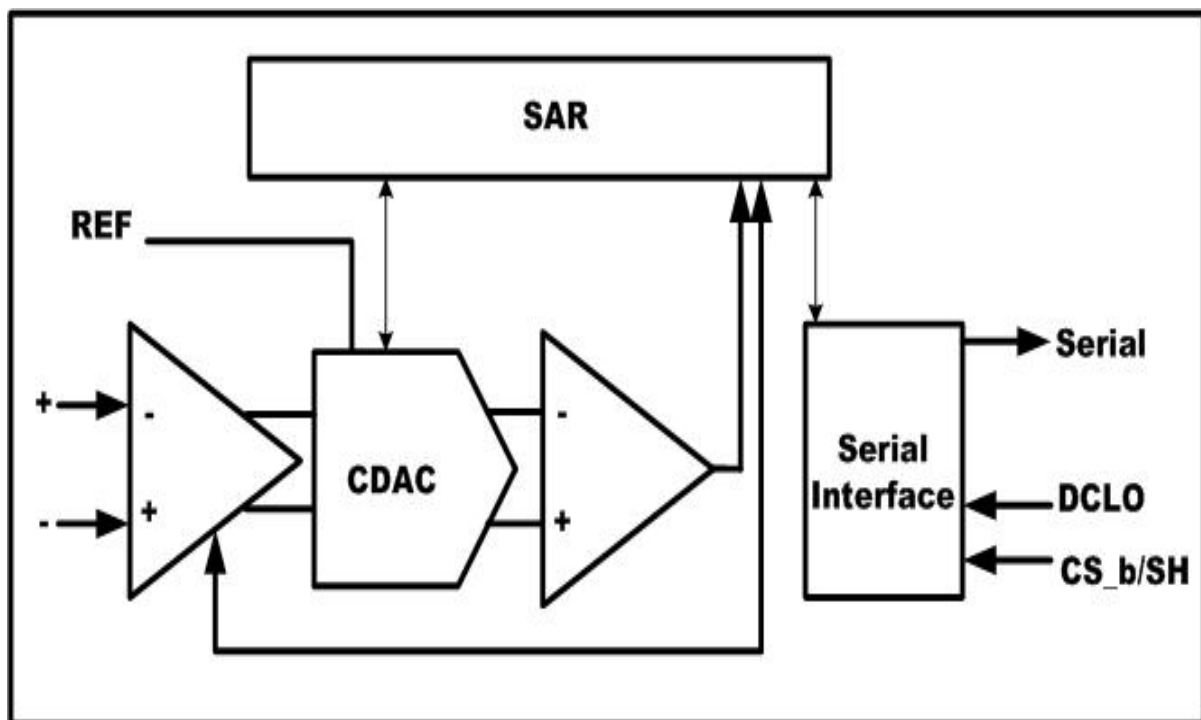 SAR
REF
+
-
-
+
CDAC
-
+
Serial
Interface
Serial
DCLO
CS_b/SH